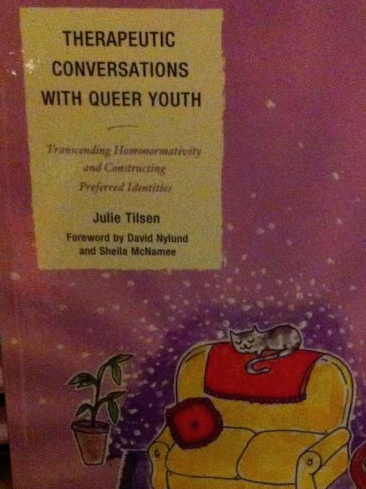 THERAPEUTIC
CONVERSATIONS
WITH QUEER YOUTH
Transcending Homonormativity
and Constructing
Preferred Identities
Julie Tilsen
Foreword by David Nylund
and Sheila McNamee